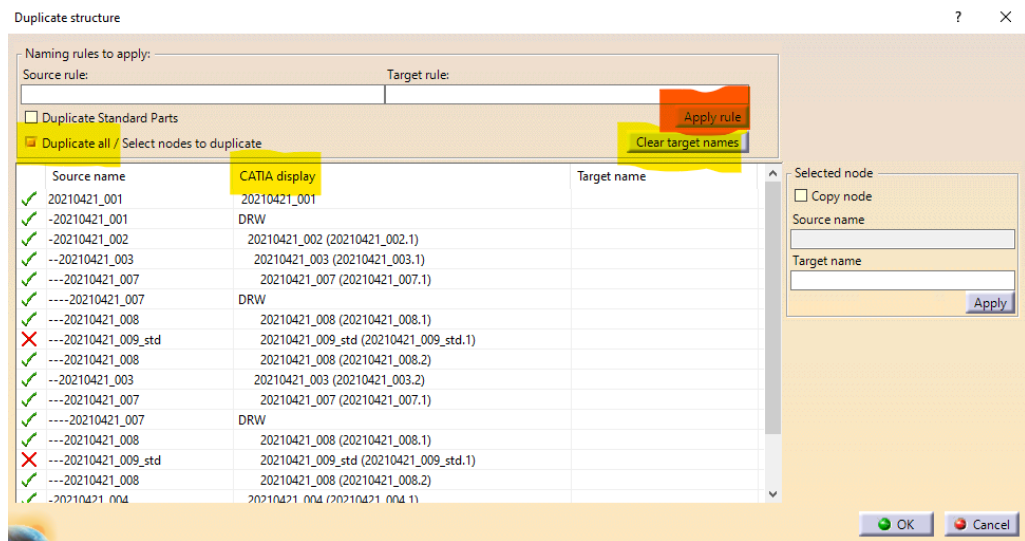 Duplicate structure
? ×
Naming rules to apply:
Source rule: Target rule:
Duplicate Standard Parts Apply rule
Duplicate all / Select nodes to duplicate Clear target names
Source name CATIA display Target name
20210421_001 20210421_001
-20210421_001 DRW
-20210421_002 20210421_002 (20210421_002.1)
--20210421_003 20210421_003 (20210421_003.1)
---20210421_007 20210421_007 (20210421_007.1)
----20210421_007 DRW
---20210421_008 20210421_008 (20210421_008.1)
---20210421_009_std 20210421_009_std (20210421_009_std.1)
---20210421_008 20210421_008 (20210421_008.2)
--20210421_003 20210421_003 (20210421_003.2)
---20210421_007 20210421_007 (20210421_007.1)
----20210421_007 DRW
---20210421_008 20210421_008 (20210421_008.1)
---20210421_009_std 20210421_009_std (20210421_009_std.1)
---20210421_008 20210421_008 (20210421_008.2)
-20210421_004 20210421_004 (20210421_004.1)
Selected node
Copy node
Source name
Target name
Apply
OK Cancel